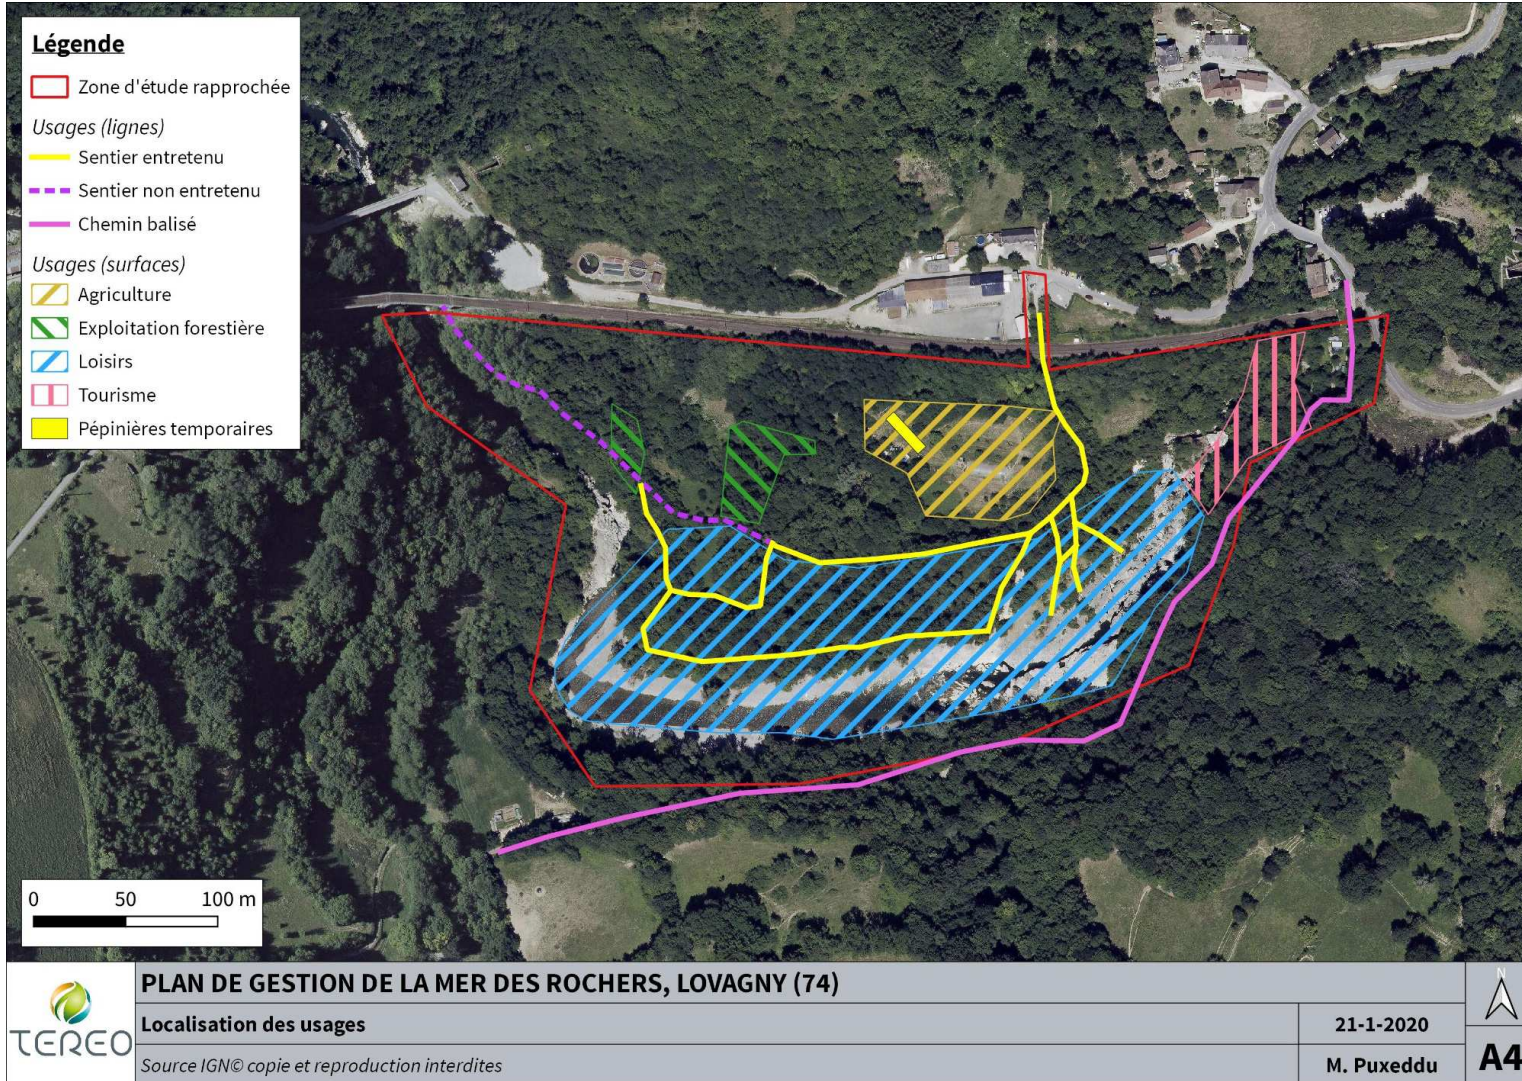 Légende
Zone d'étude rapprochée
Usages (lignes)
Sentier entretenu
Sentier non entretenu
Chemin balisé
Usages (surfaces)
Agriculture
Exploitation forestière
Loisirs
Tourisme
Pépinières temporaires
0 50 100 m
TEREO
PLAN DE GESTION DE LA MER DES ROCHERS, LOVAGNY (74)
Localisation des usages
21-1-2020
Source IGN© copie et reproduction interdites
M. Puxeddu
N
A4